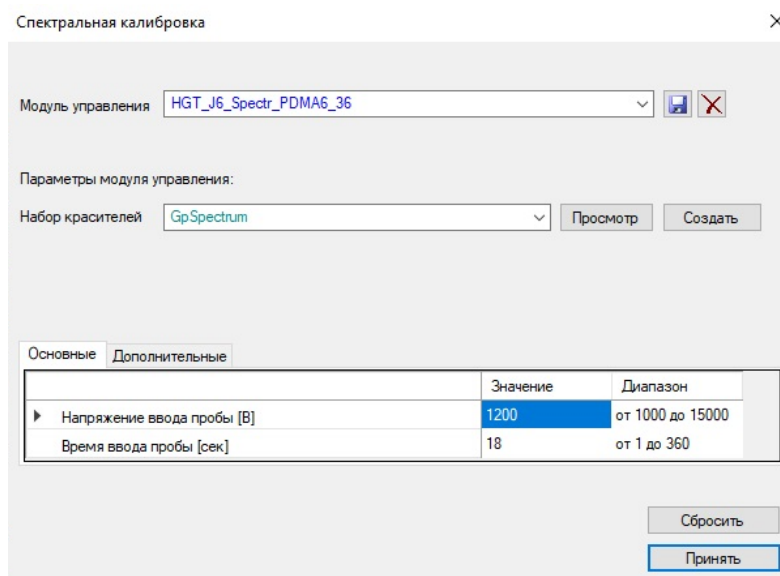 Спектральная калибровка
Модуль управления HGT_J6_Spectr_PDMA6_36
Параметры модуля управления:
Набор красителей GpSpectrum Просмотр Создать
Основные Дополнительные
Значение Диапазон
Напряжение ввода пробы [В] 1200 от 1000 до 15000
Время ввода пробы [сек] 18 от 1 до 360
Сбросить
Принять